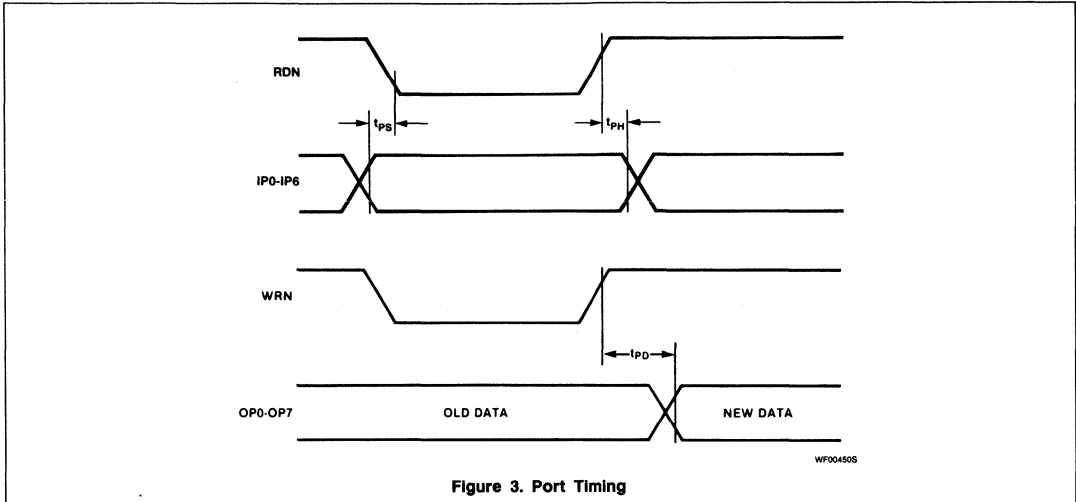 RDN
tPS
tPH
IP0-IP6
WRN
tPD
OP0-OP7
OLD DATA
NEW DATA
WF00450S
Figure 3. Port Timing